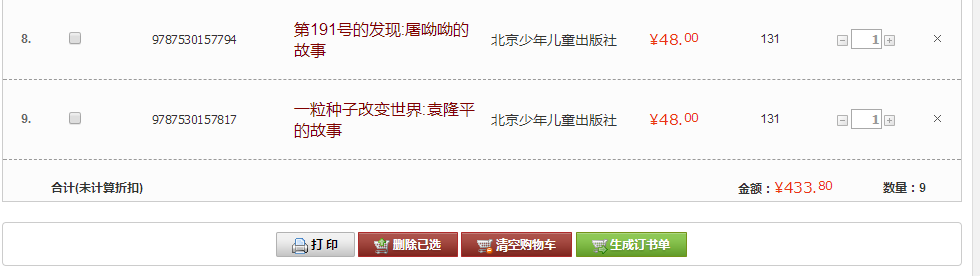 8. 9787530157794 第191号的发现:屠呦呦的 北京少年儿童出版社 ¥48.00 131 1
故事
9. 9787530157817 一粒种子改变世界:袁隆平 北京少年儿童出版社 ¥48.00 131 1
的故事
合计(未计算折扣) 金额：¥433.80 数量：9
打印 删除已选 清空购物车 生成订书单